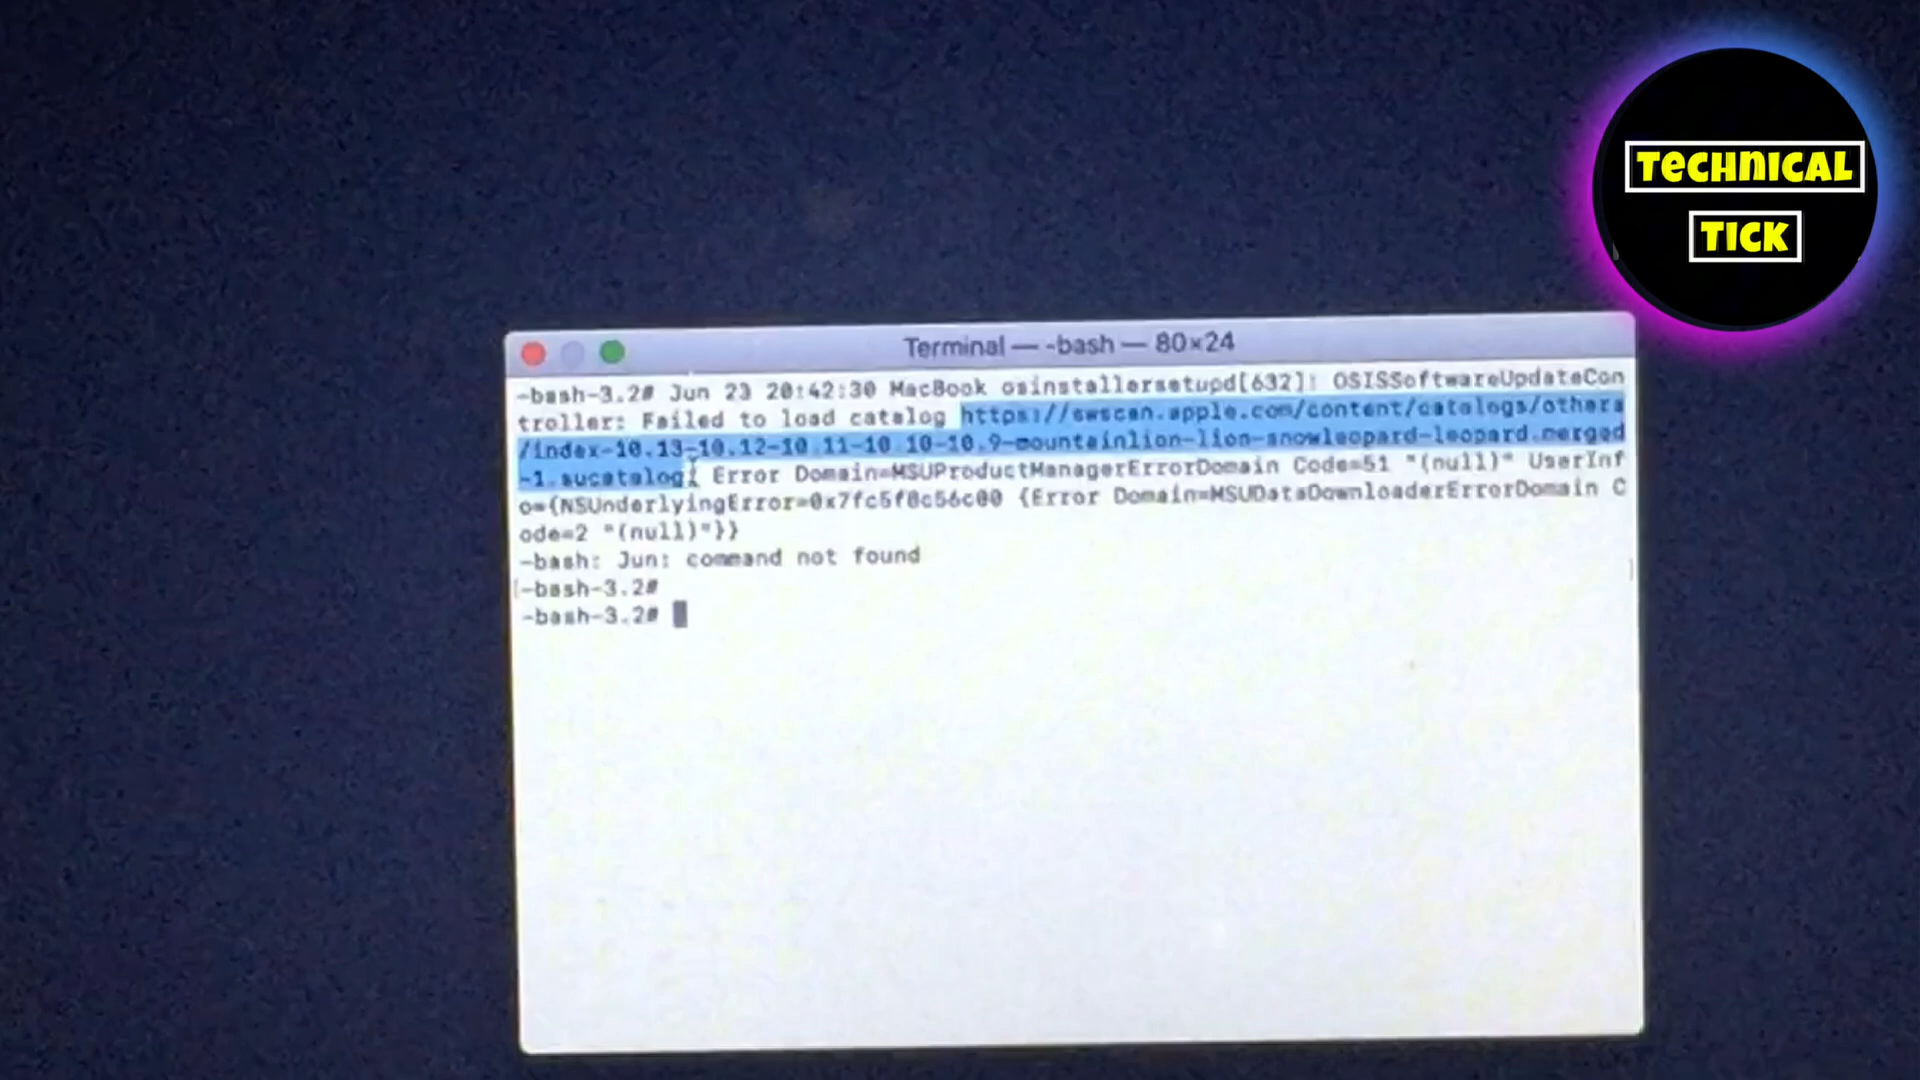 TECHNICAL
TICK
Terminal — -bash — 80×24
-bash-3.2# Jun 23 20:42:30 MacBook osinstallersetupd[632]: OSISSoftwareUpdateCon
troller: Failed to load catalog https://swscan.apple.com/content/catalogs/others
/index-10.13-10.12-10.11-10.10-10.9-mountainlion-lion-snowleopard-leopard.merged
-1.sucatalog: Error Domain=MSUProductManagerErrorDomain Code=51 "(null)" UserInf
o={NSUnderlyingError=0x7fc5f8c56c00 {Error Domain=MSUDataDownloaderErrorDomain C
ode=2 "(null)"}}
-bash: Jun: command not found
[-bash-3.2#
-bash-3.2#